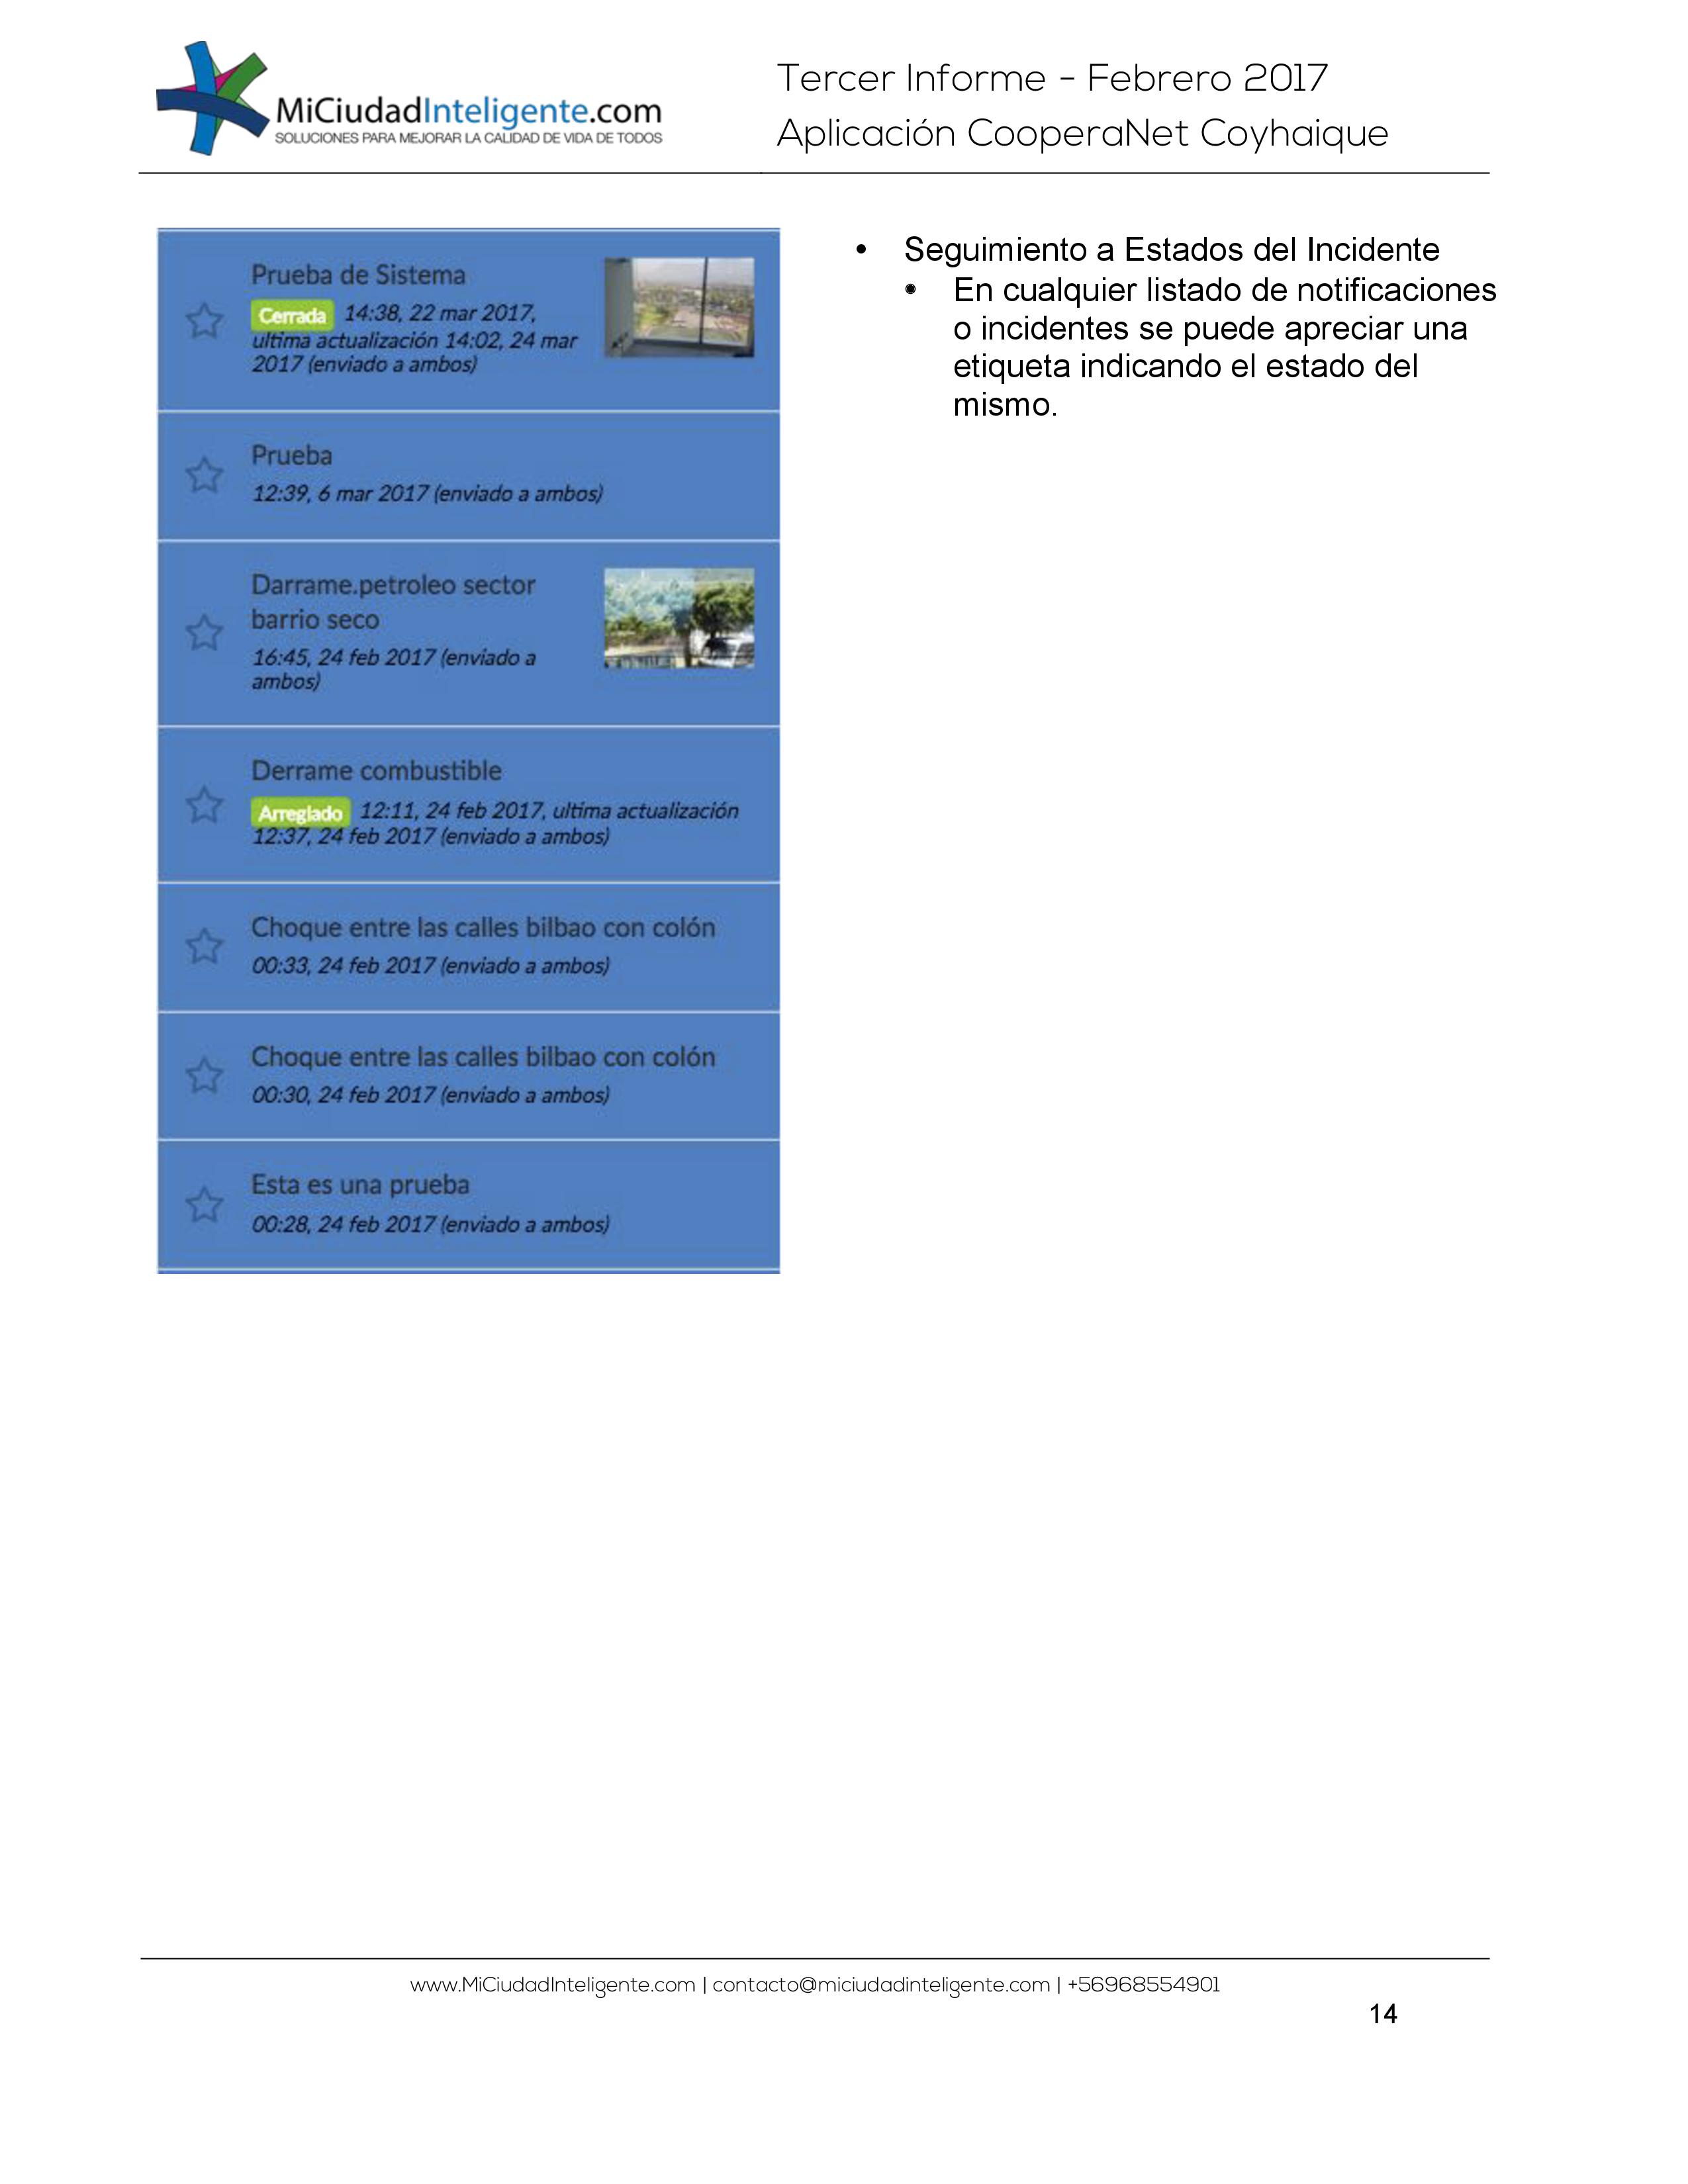 MiCiudadInteligente.com
SOLUCIONES PARA MEJORAR LA CALIDAD DE VIDA DE TODOS
Tercer Informe - Febrero 2017
Aplicación CooperaNet Coyhaique
Prueba de Sistema
Cerrada 14:38, 22 mar 2017,
ultima actualización 14:02, 24 mar
2017 (enviado a ambos)
Prueba
12:39, 6 mar 2017 (enviado a ambos)
Darrame.petroleo sector
barrio seco
16:45, 24 feb 2017 (enviado a
ambos)
Derrame combustible
Arreglado 12:11, 24 feb 2017, ultima actualización
12:37, 24 feb 2017 (enviado a ambos)
Choque entre las calles bilbao con colón
00:33, 24 feb 2017 (enviado a ambos)
Choque entre las calles bilbao con colón
00:30, 24 feb 2017 (enviado a ambos)
Esta es una prueba
00:28, 24 feb 2017 (enviado a ambos)
• Seguimiento a Estados del Incidente
• En cualquier listado de notificaciones
o incidentes se puede apreciar una
etiqueta indicando el estado del
mismo.
www.MiCiudadInteligente.com | contacto@miciudadinteligente.com | +56968554901
14